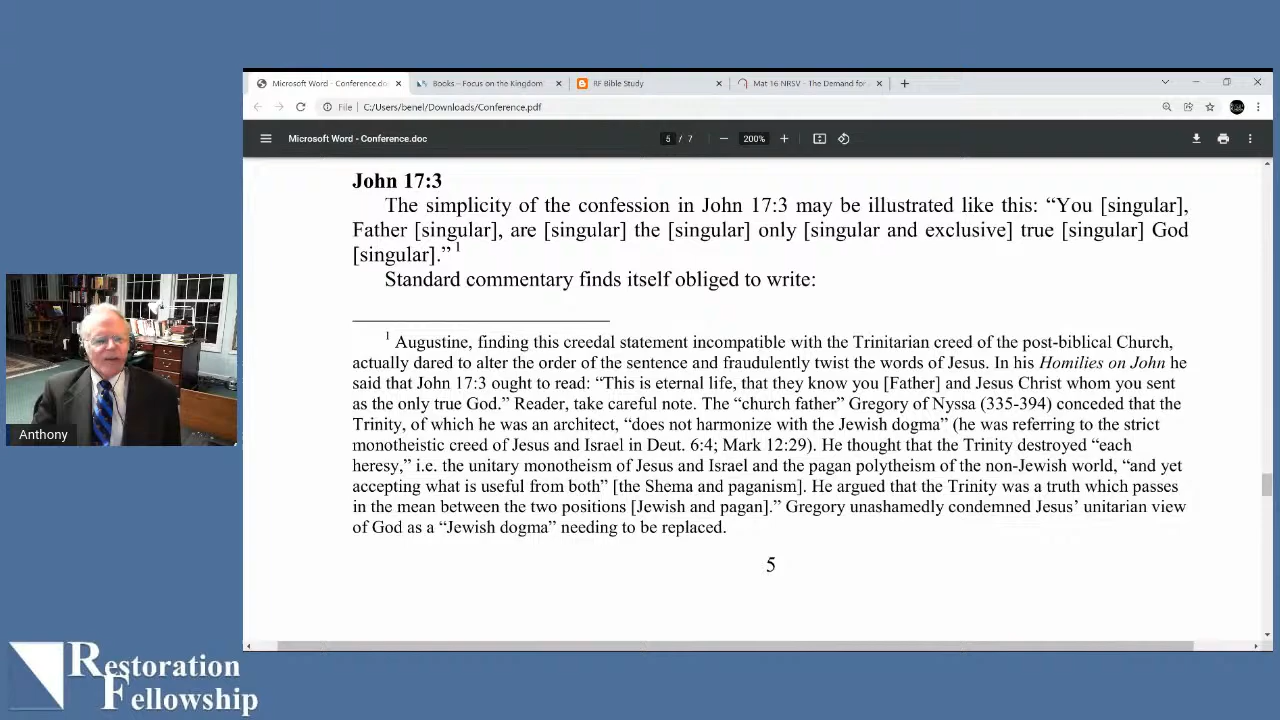 Microsoft Word - Conference.doc
Books – Focus on the Kingdom
RF Bible Study
Mat 16 NRSV - The Demand for
File
C:/Users/benel/Downloads/Conference.pdf
Microsoft Word - Conference.doc
5 / 7
200%
John 17:3
The simplicity of the confession in John 17:3 may be illustrated like this: “You [singular],
Father [singular], are [singular] the [singular] only [singular and exclusive] true [singular] God
[singular].”1
Standard commentary finds itself obliged to write:
1 Augustine, finding this creedal statement incompatible with the Trinitarian creed of the post-biblical Church,
actually dared to alter the order of the sentence and fraudulently twist the words of Jesus. In his Homilies on John he
said that John 17:3 ought to read: “This is eternal life, that they know you [Father] and Jesus Christ whom you sent
as the only true God.” Reader, take careful note. The “church father” Gregory of Nyssa (335-394) conceded that the
Trinity, of which he was an architect, “does not harmonize with the Jewish dogma” (he was referring to the strict
monotheistic creed of Jesus and Israel in Deut. 6:4; Mark 12:29). He thought that the Trinity destroyed “each
heresy,” i.e. the unitary monotheism of Jesus and Israel and the pagan polytheism of the non-Jewish world, “and yet
accepting what is useful from both” [the Shema and paganism]. He argued that the Trinity was a truth which passes
in the mean between the two positions [Jewish and pagan].” Gregory unashamedly condemned Jesus’ unitarian view
of God as a “Jewish dogma” needing to be replaced.
5
Anthony
Restoration
Fellowship